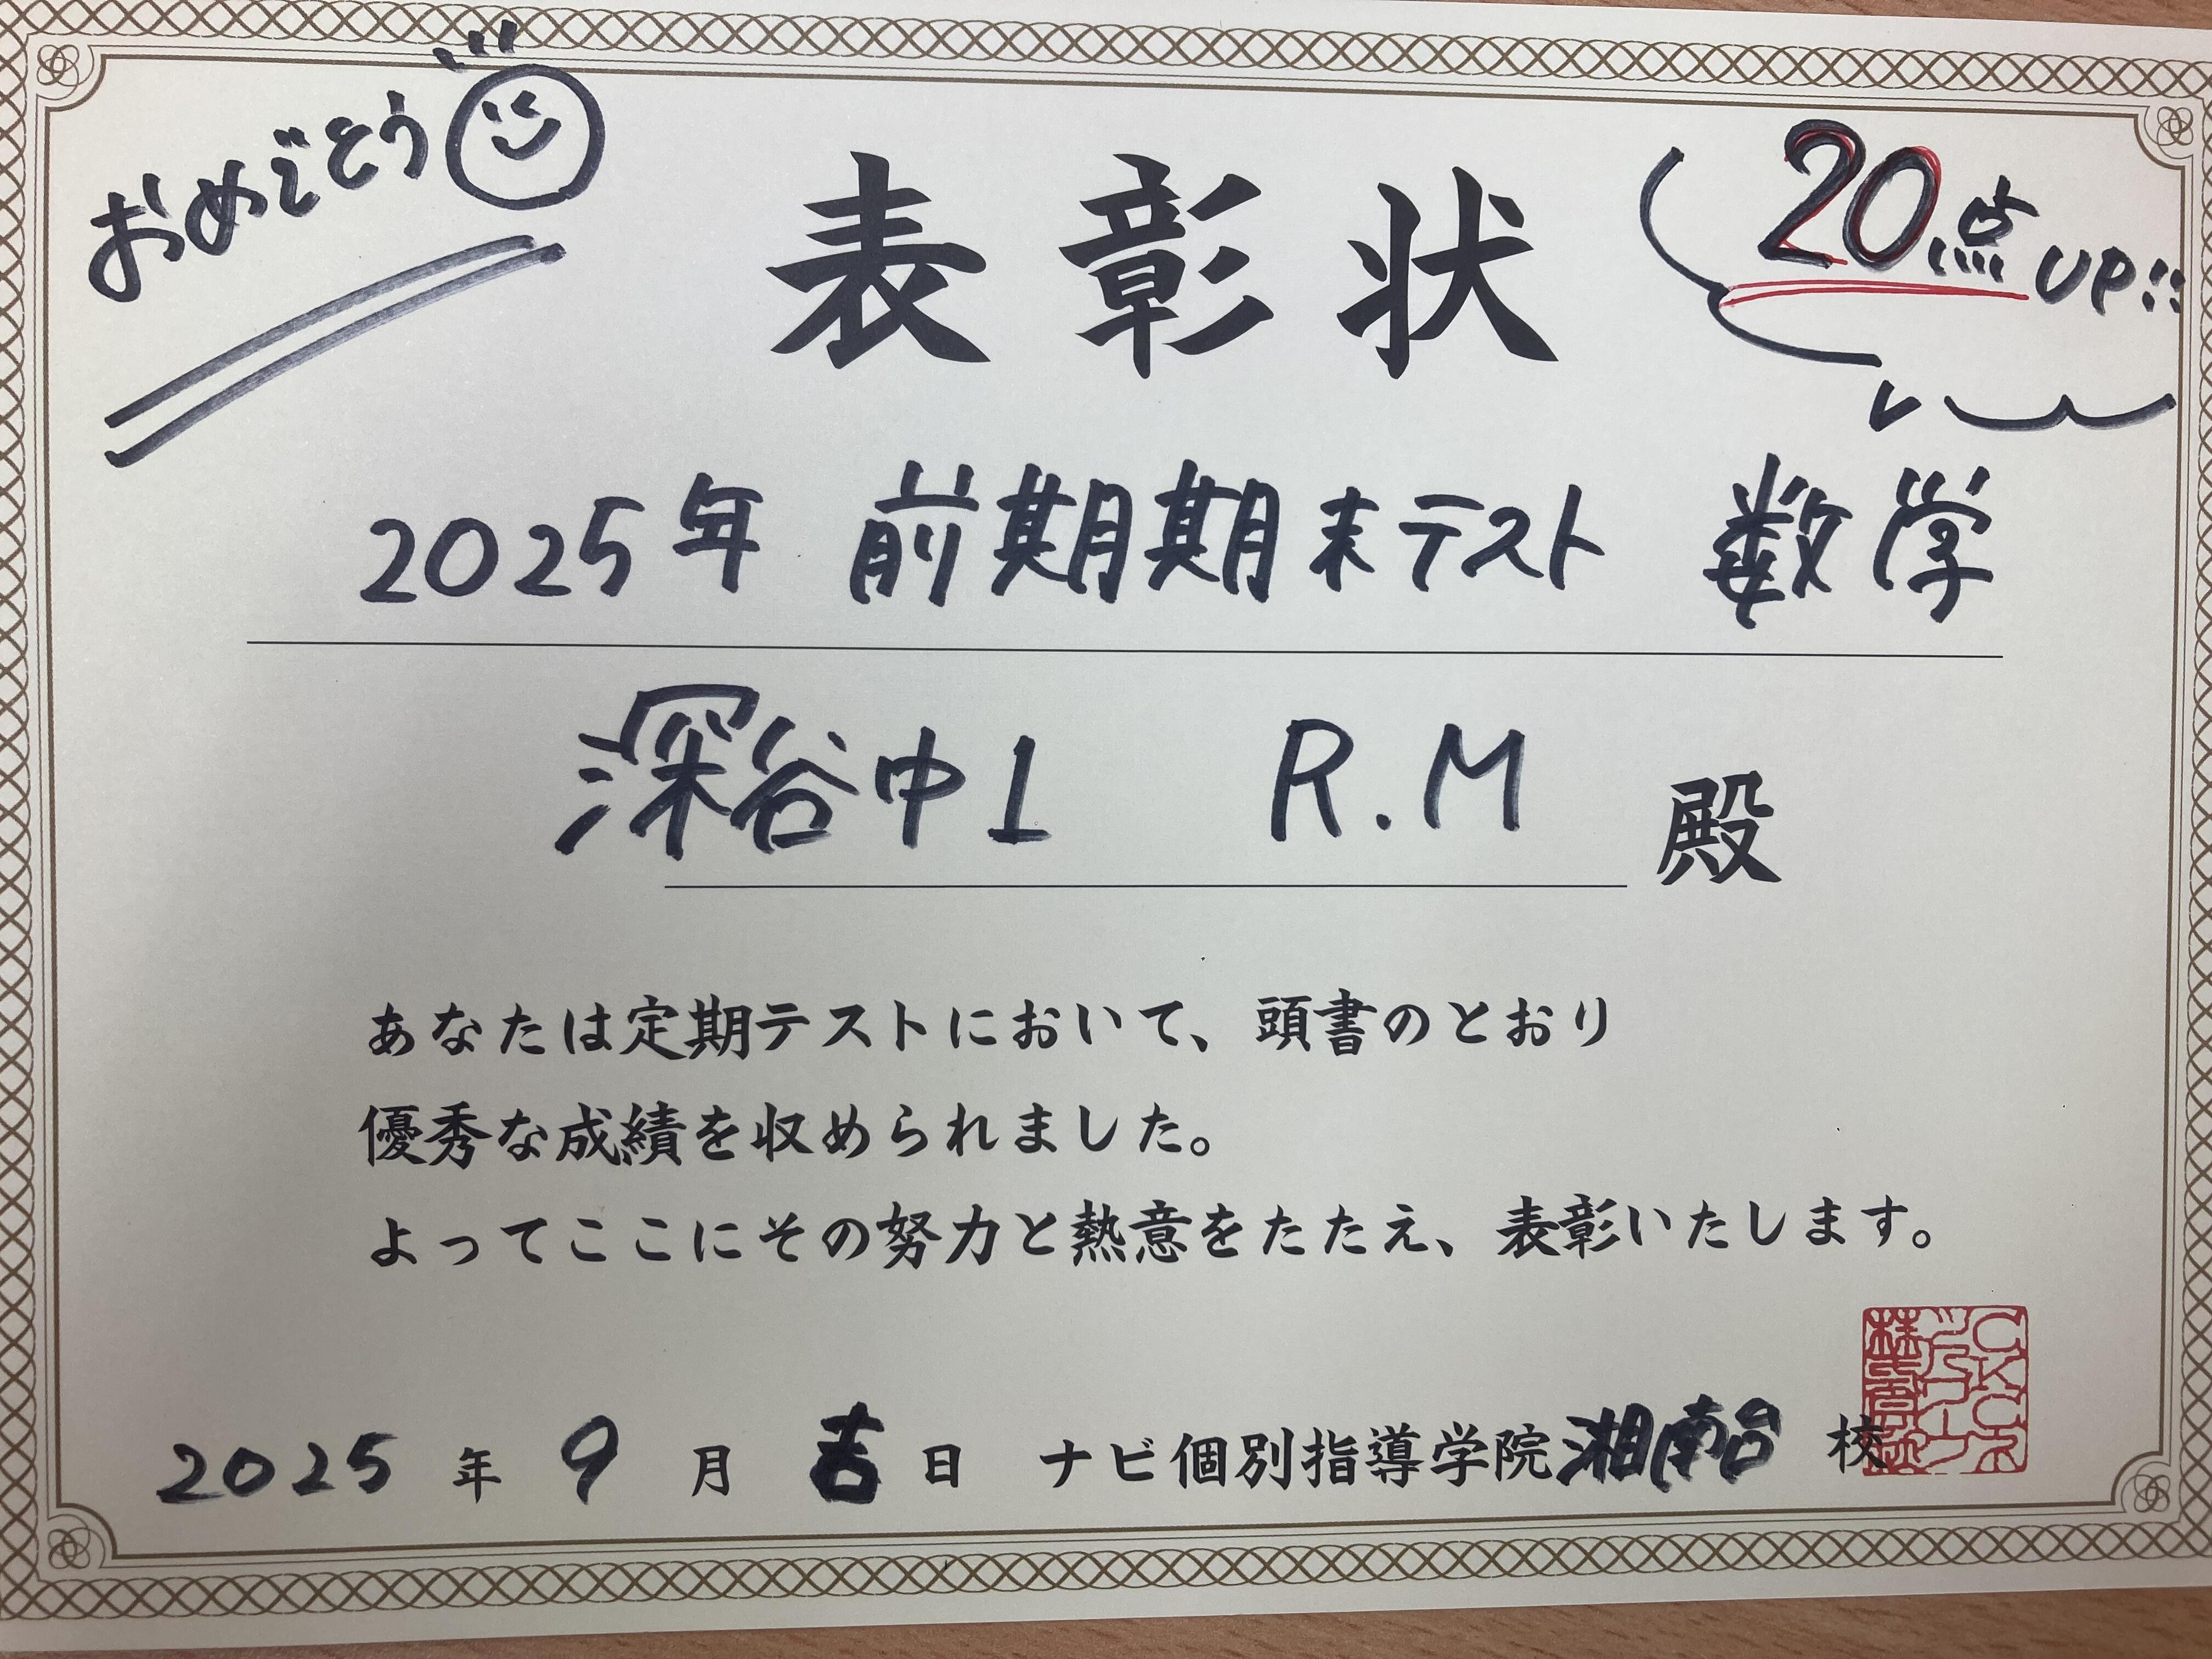 おめでとう
表彰状
20点UP!!
2025年 前期期末テスト 数学
深谷中1 R.M 殿
あなたは定期テストにおいて、頭書のとおり
優秀な成績を収められました。
よってここにその努力と熱意をたたえ、表彰いたします。
2025年9月吉日 ナビ個別指導学院湘南台校